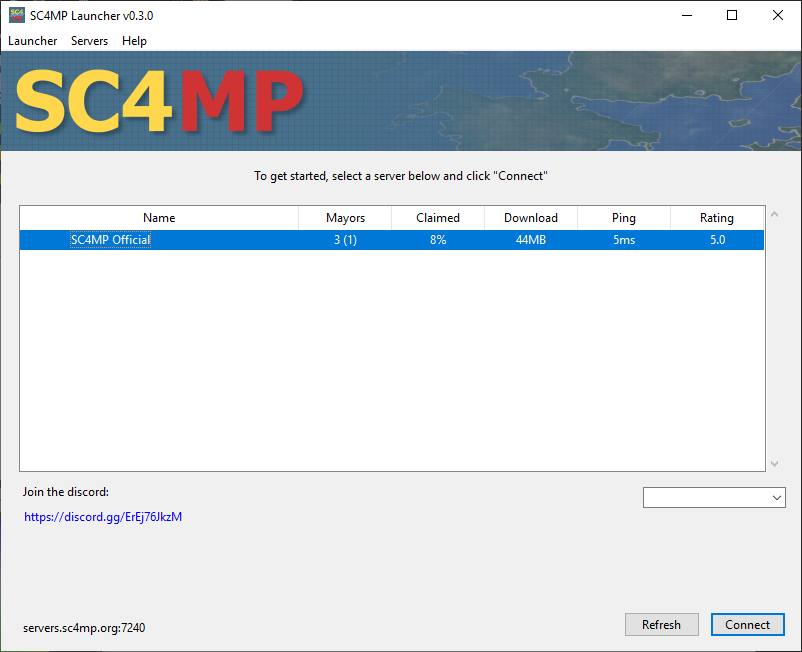 SC4MP Launcher v0.3.0
Launcher Servers Help
SC4MP
To get started, select a server below and click "Connect"
Name Mayors Claimed Download Ping Rating
SC4MP Official 3 (1) 8% 44MB 5ms 5.0
Join the discord:
https://discord.gg/ErEj76JkzM
servers.sc4mp.org:7240 Refresh Connect